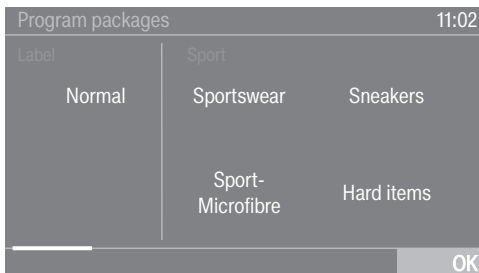 Program packages 11:02
Label Sport
Normal Sportswear Sneakers
Sport-
Microfibre
Hard items
OK